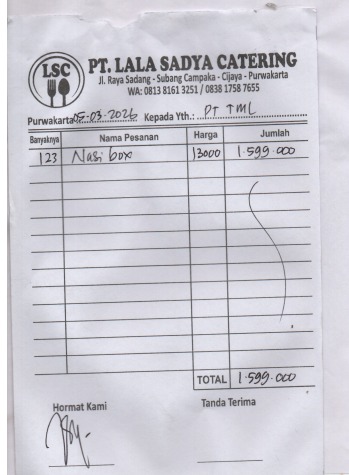 LSC
PT. LALA SADYA CATERING
Jl. Raya Sadang - Subang Campaka - Cijaya - Purwakarta
WA: 0813 8161 3251 / 0838 1758 7655
Purwakarta 05-03-2026 Kepada Yth.: PT TML
Banyaknya Nama Pesanan Harga Jumlah
123 Nasi box 13000 1.599.000
TOTAL 1.599.000
Hormat Kami Tanda Terima